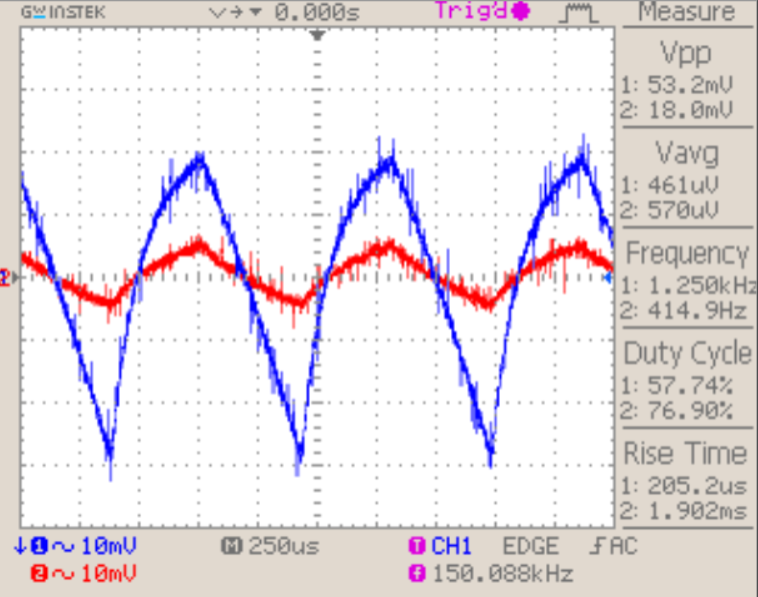 GW INSTEK 0.000s Trig'd Measure
Vpp
1: 53.2mV
2: 18.0mV
Vavg
1: 461uV
2: 570uV
Frequency
1: 1.250kHz
2: 414.9Hz
Duty Cycle
1: 57.74%
2: 76.90%
Rise Time
1: 205.2us
2: 1.902ms
2
1 10mV M 250us T CH1 EDGE AC
2 10mV f 150.088kHz